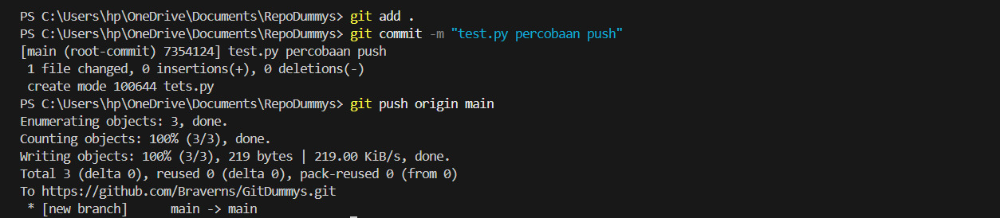 PS C:\Users\hp\OneDrive\Documents\RepoDummys> git add .
PS C:\Users\hp\OneDrive\Documents\RepoDummys> git commit -m "test.py percobaan push"
[main (root-commit) 7354124] test.py percobaan push
 1 file changed, 0 insertions(+), 0 deletions(-)
 create mode 100644 tets.py
PS C:\Users\hp\OneDrive\Documents\RepoDummys> git push origin main
Enumerating objects: 3, done.
Counting objects: 100% (3/3), done.
Writing objects: 100% (3/3), 219 bytes | 219.00 KiB/s, done.
Total 3 (delta 0), reused 0 (delta 0), pack-reused 0 (from 0)
To https://github.com/Braverns/GitDummys.git
 * [new branch]      main -> main